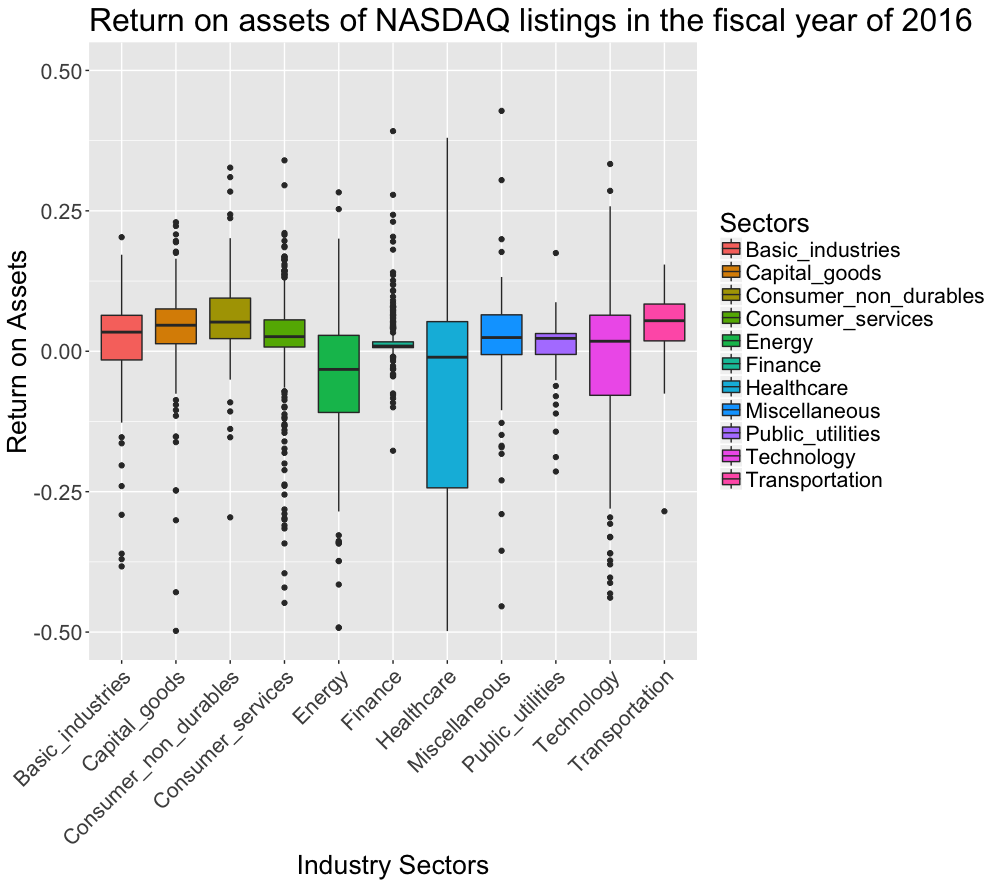 Return on assets of NASDAQ listings in the fiscal year of 2016
Return on Assets
0.50
0.25
0.00
-0.25
-0.50
Basic_industries
Capital_goods
Consumer_non_durables
Consumer_services
Energy
Finance
Healthcare
Miscellaneous
Public_utilities
Technology
Transportation
Industry Sectors
Sectors
Basic_industries
Capital_goods
Consumer_non_durables
Consumer_services
Energy
Finance
Healthcare
Miscellaneous
Public_utilities
Technology
Transportation